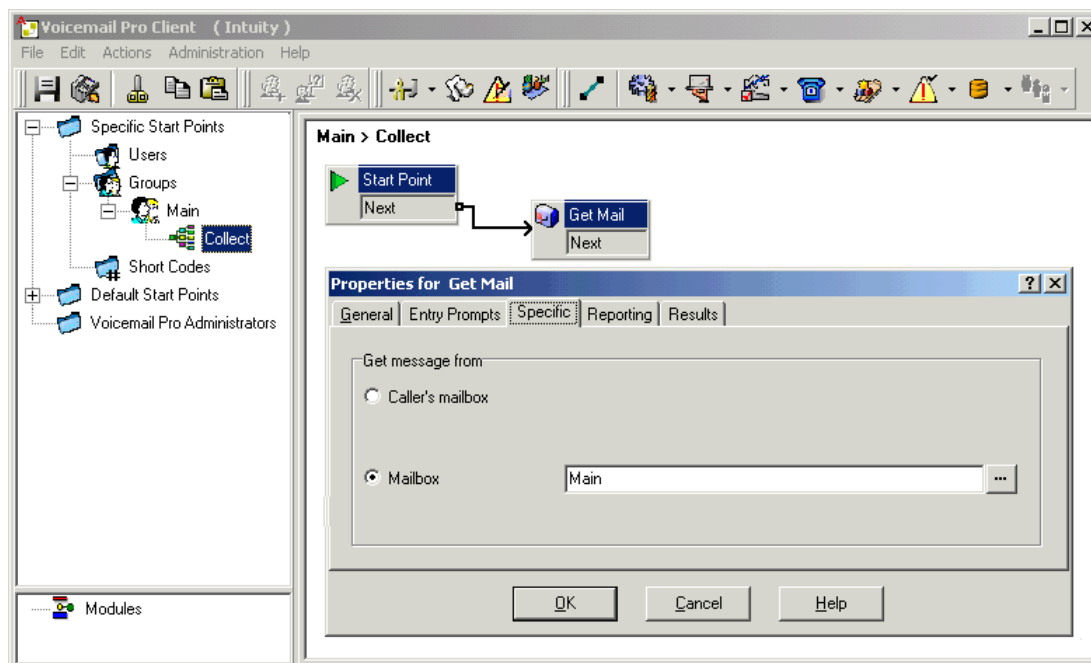 Voicemail Pro Client ( Intuity )
File Edit Actions Administration Help
Specific Start Points
Users
Groups
Main
Collect
Short Codes
Default Start Points
Voicemail Pro Administrators
Modules
Main > Collect
Start Point
Next
Get Mail
Next
Properties for Get Mail
General Entry Prompts Specific Reporting Results
Get message from
Caller's mailbox
Mailbox Main ...
OK Cancel Help